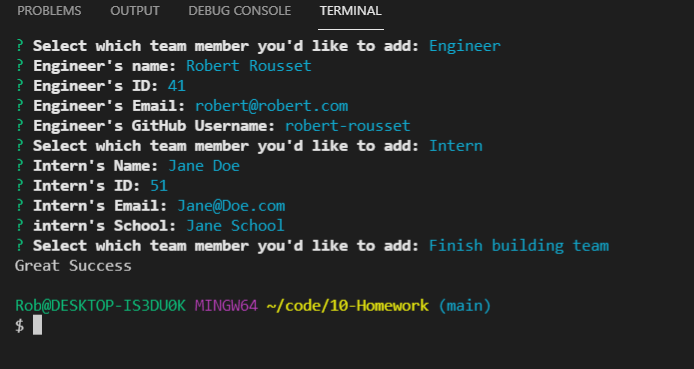 PROBLEMS OUTPUT DEBUG CONSOLE TERMINAL
? Select which team member you'd like to add: Engineer
? Engineer's name: Robert Rousset
? Engineer's ID: 41
? Engineer's Email: robert@robert.com
? Engineer's GitHub Username: robert-rousset
? Select which team member you'd like to add: Intern
? Intern's Name: Jane Doe
? Intern's ID: 51
? Intern's Email: Jane@Doe.com
? intern's School: Jane School
? Select which team member you'd like to add: Finish building team
Great Success
Rob@DESKTOP-IS3DU0K MINGW64 ~/code/10-Homework (main)
$